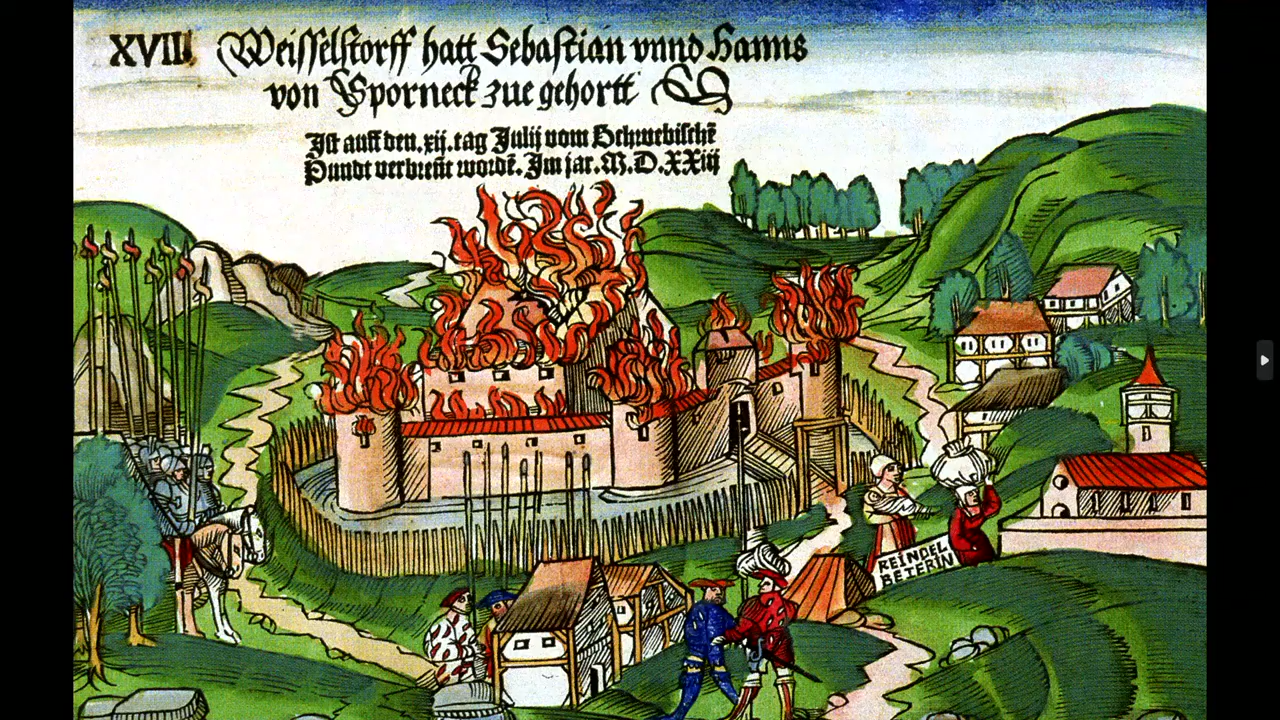 XVII. Weisselstorff hatt Sebastian vnnd Hanns
von Sporneck zue gehortt
Ist auff den. xij. tag Julij vom Schwebischē
Pundt verbreñt wordē. Im jar. M. D. XXiij
REINDEL
BETERIN